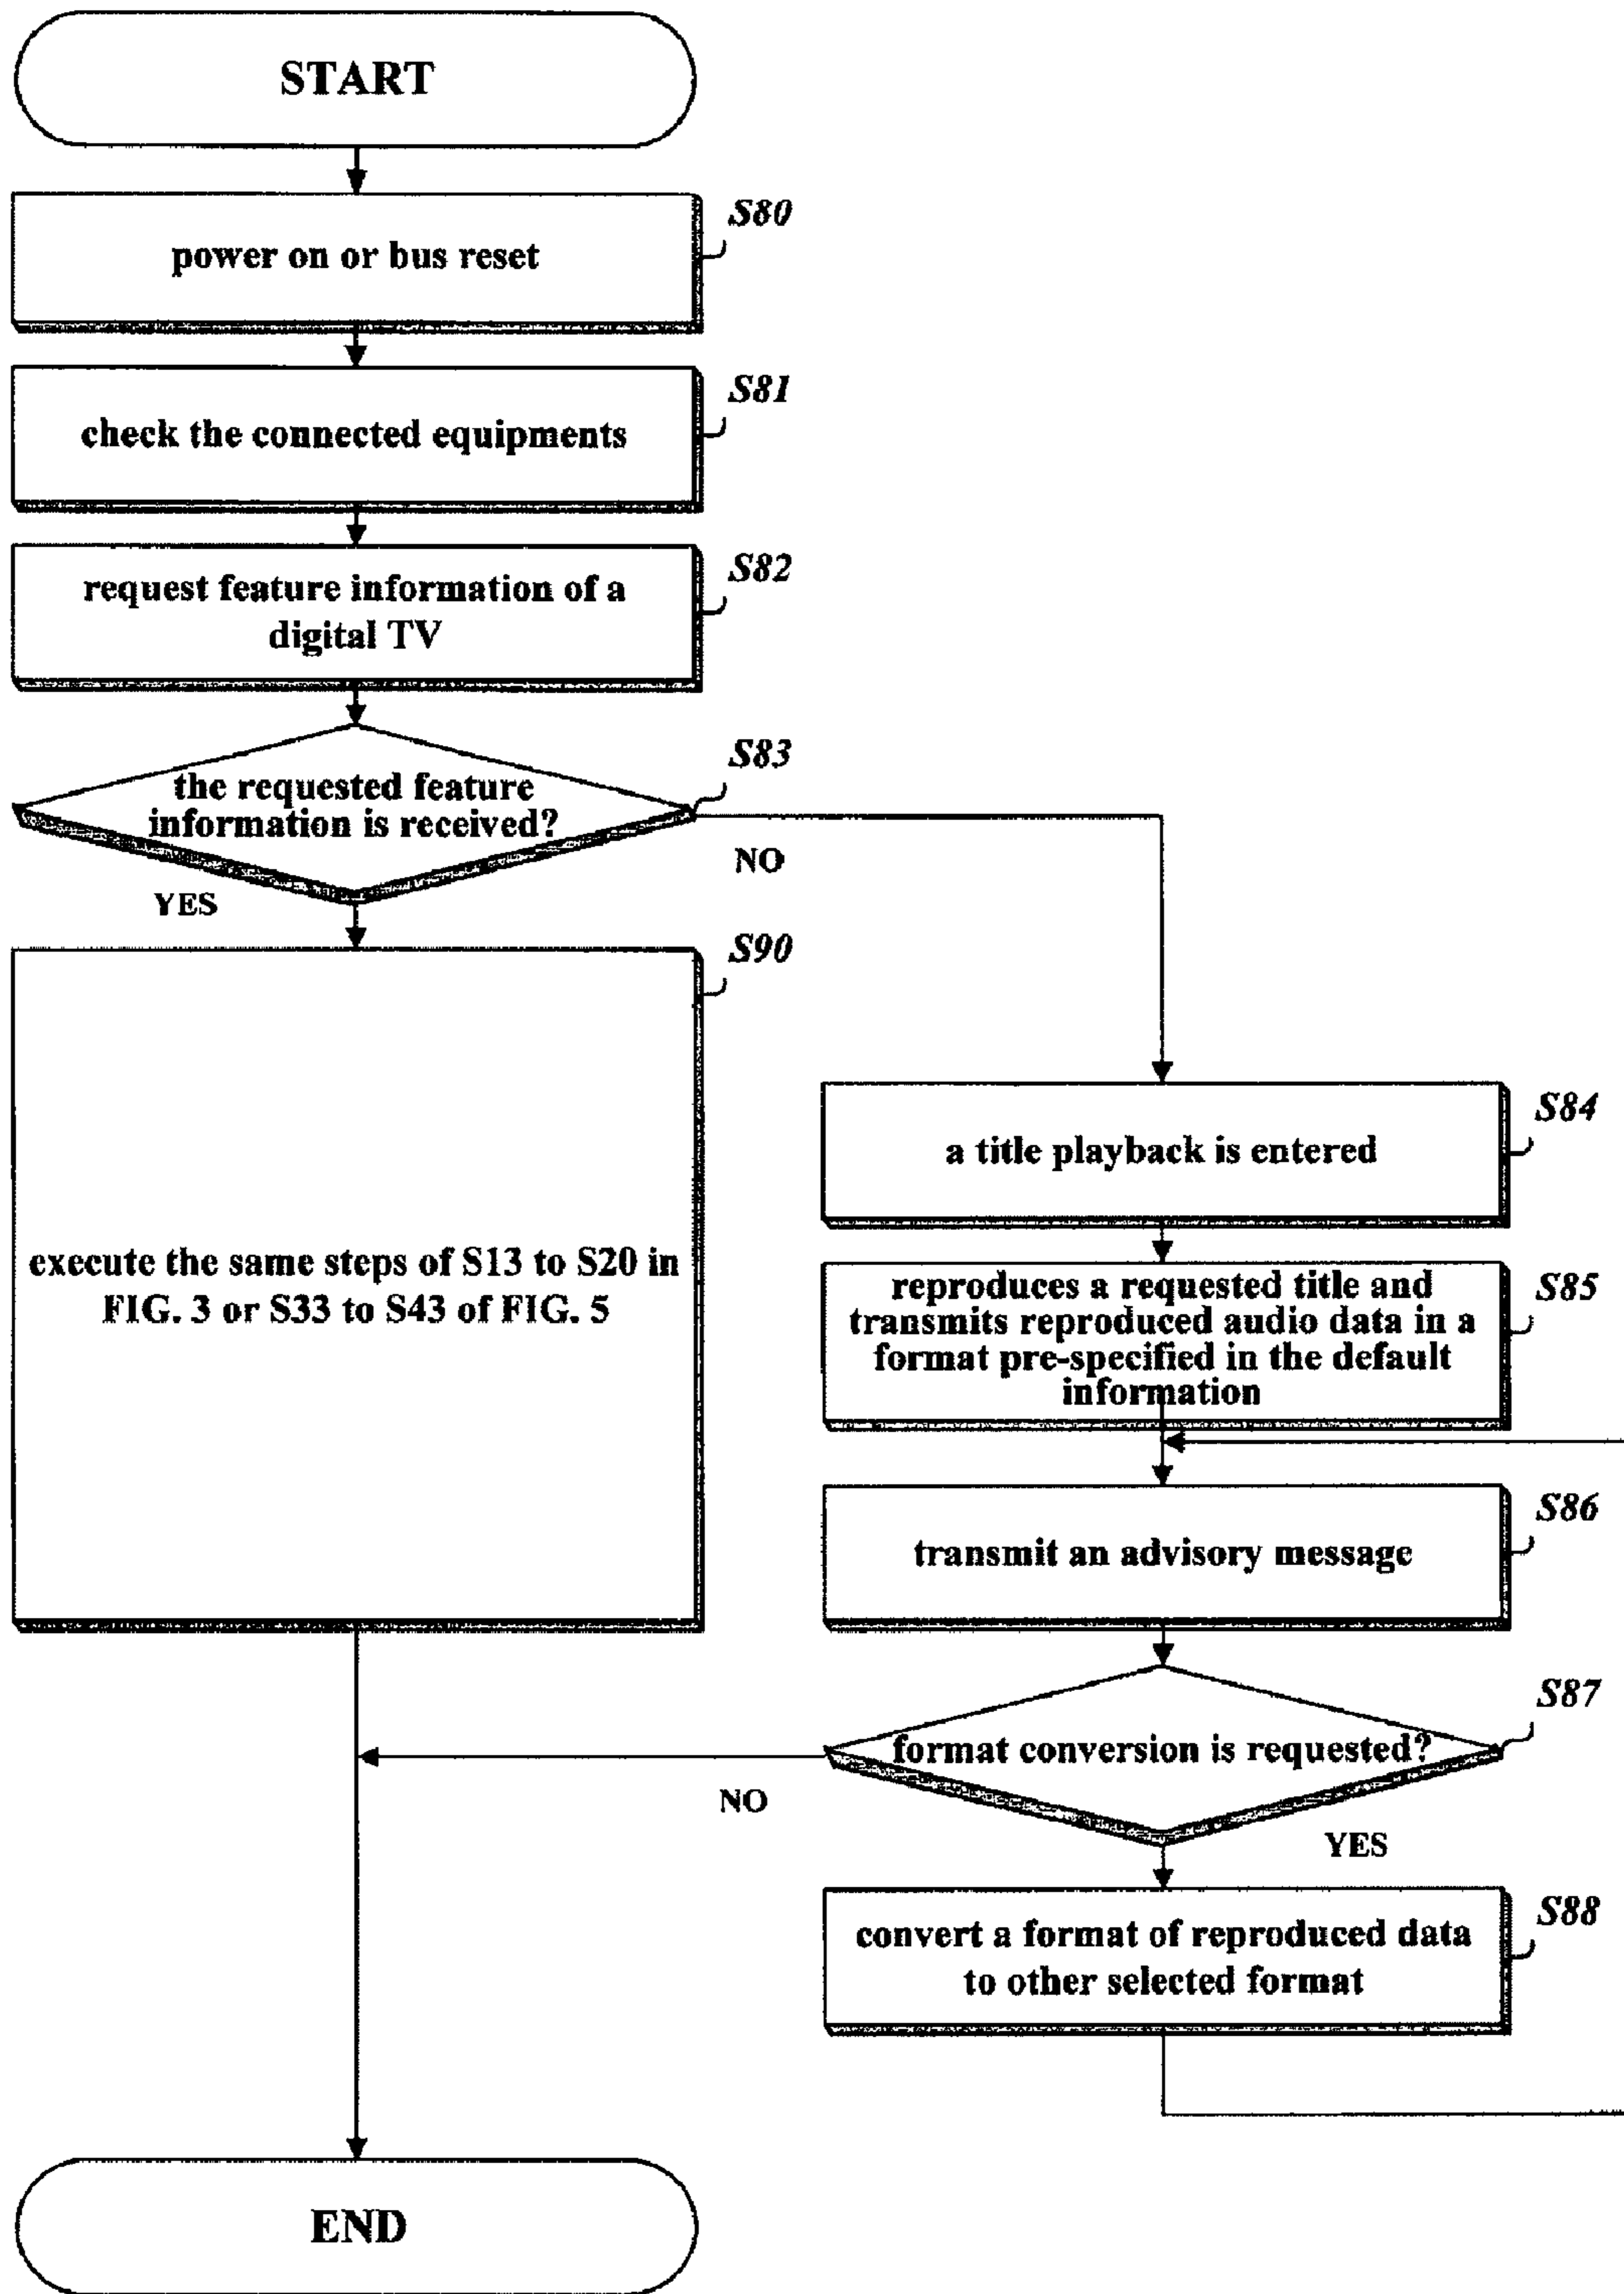 START
S80
power on or bus reset
S81
check the connected equipments
S82
request feature information of a
digital TV
S83
the requested feature
information is received?
NO
YES
S90
execute the same steps of S13 to S20 in
FIG. 3 or S33 to S43 of FIG. 5
S84
a title playback is entered
S85
reproduces a requested title and
transmits reproduced audio data in a
format pre-specified in the default
information
S86
transmit an advisory message
S87
format conversion is requested?
NO
YES
S88
convert a format of reproduced data
to other selected format
END